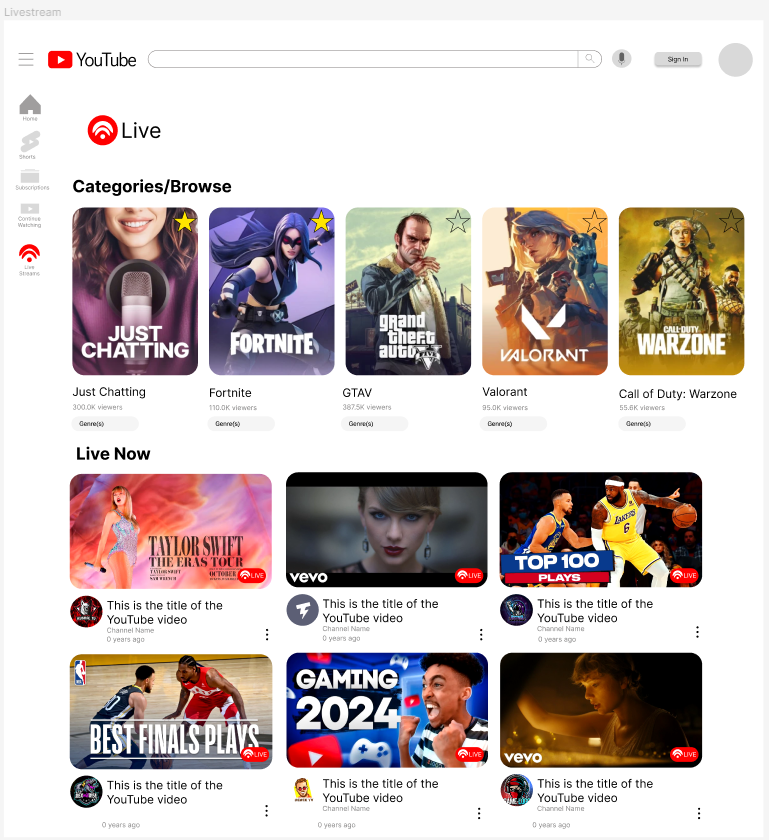 Livestream
YouTube
Sign In
Home
Shorts
Subscriptions
Continue
Watching
Live
Streams
Live
Categories/Browse
JUST
CHATTING
FORTNITE
grand
theft
auto
V
VALORANT
CALL OF DUTY
WARZONE
Just Chatting
Fortnite
GTAV
Valorant
Call of Duty: Warzone
300.0K viewers
110.0K viewers
387.5K viewers
95.0K viewers
55.6K viewers
Genre(s)
Genre(s)
Genre(s)
Genre(s)
Genre(s)
Live Now
TAYLOR SWIFT
THE ERAS TOUR
TAYLOR SWIFT
SAM WRENCH
OCTOBER
LIVE
vevo
LIVE
LAKERS
6
TOP 100
PLAYS
LIVE
This is the title of the
YouTube video
Channel Name
0 years ago
This is the title of the
YouTube video
Channel Name
0 years ago
This is the title of the
YouTube video
Channel Name
0 years ago
NBA
BEST FINALS PLAYS
LIVE
GAMING
2024
LIVE
vevo
LIVE
This is the title of the
YouTube video
0 years ago
This is the title of the
YouTube video
Channel Name
0 years ago
This is the title of the
YouTube video
Channel Name
0 years ago